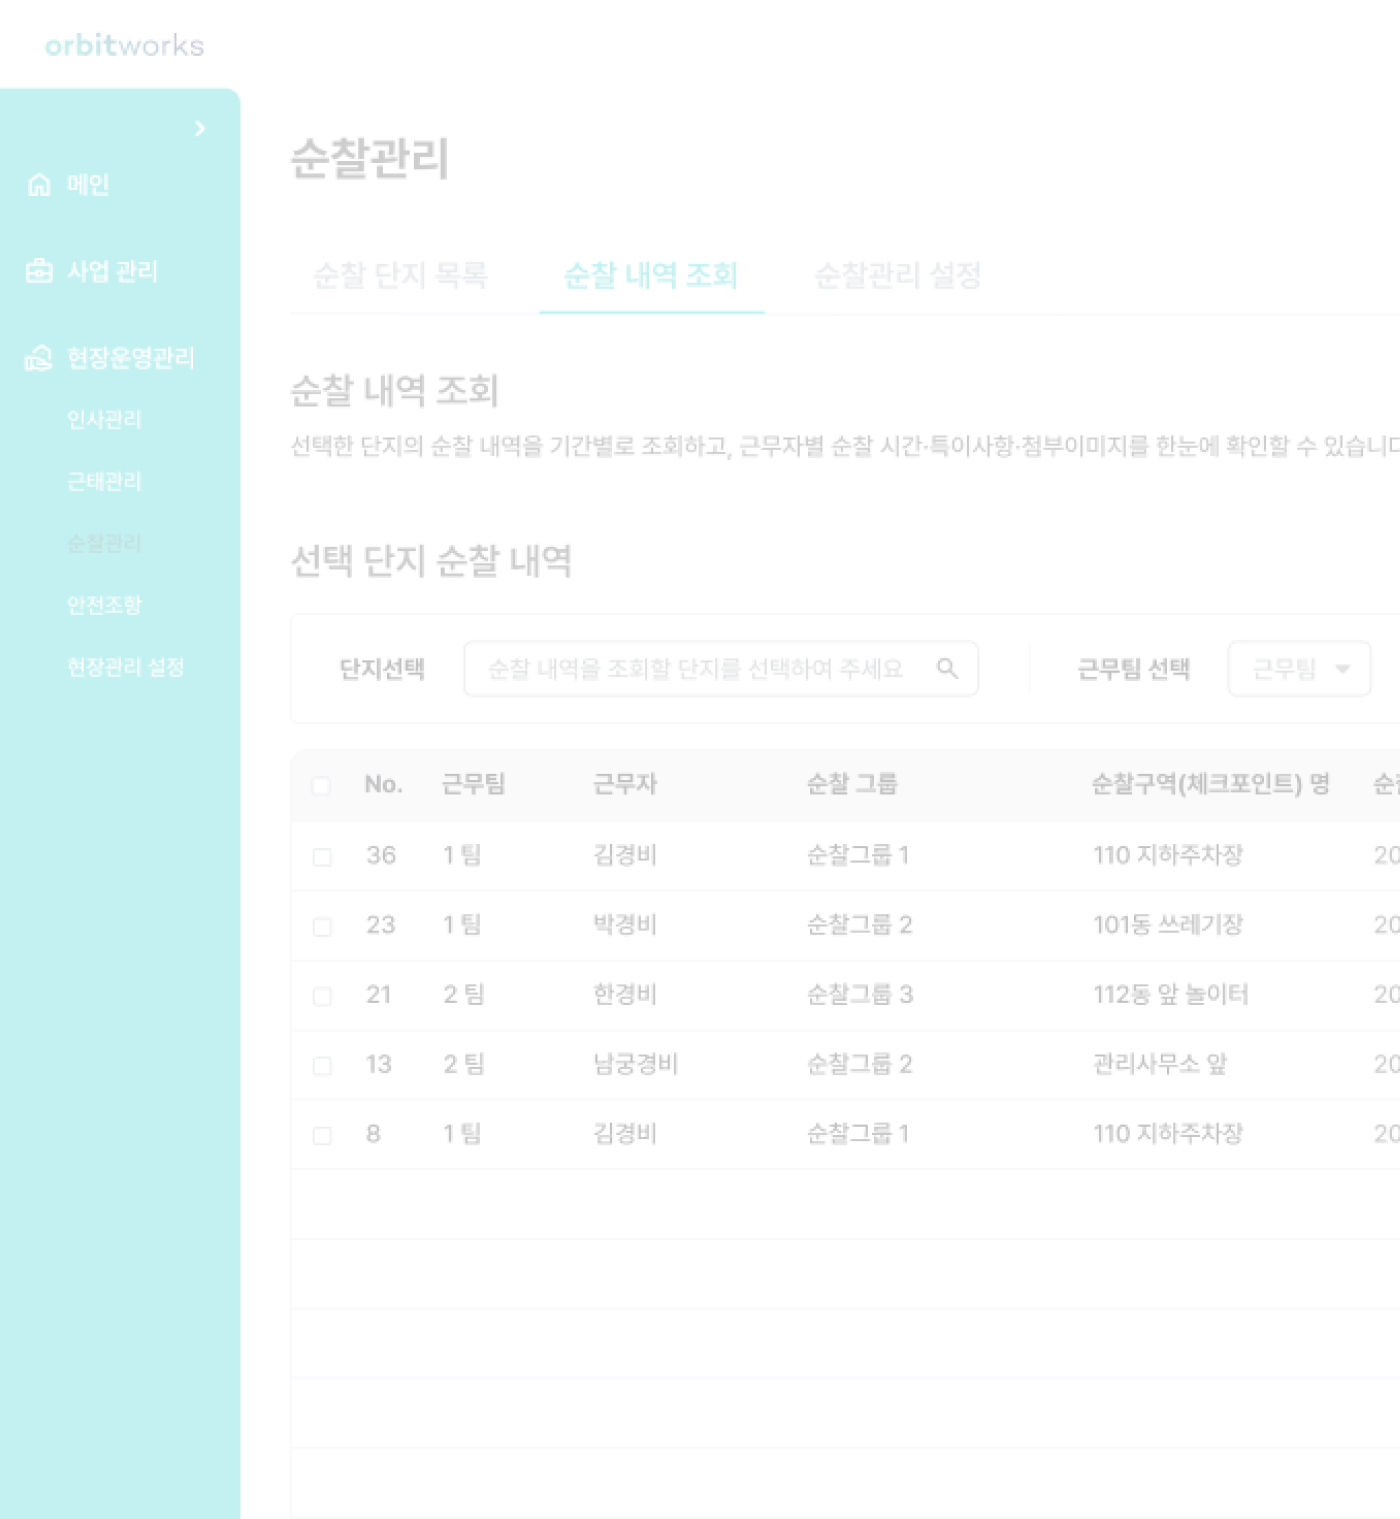 orbitworks
메인
사업 관리
현장운영관리
인사관리
근태관리
순찰관리
안전조항
현장관리 설정
순찰관리
순찰 단지 목록 순찰 내역 조회 순찰관리 설정
순찰 내역 조회
선택한 단지의 순찰 내역을 기간별로 조회하고, 근무자별 순찰 시간·특이사항·첨부이미지를 한눈에 확인할 수 있습니다
선택 단지 순찰 내역
단지선택 순찰 내역을 조회할 단지를 선택하여 주세요 근무팀 선택 근무팀
No. 근무팀 근무자 순찰 그룹 순찰구역(체크포인트) 명 순
36 1 팀 김경비 순찰그룹 1 110 지하주차장 20
23 1 팀 박경비 순찰그룹 2 101동 쓰레기장 20
21 2 팀 한경비 순찰그룹 3 112동 앞 놀이터 20
13 2 팀 남궁경비 순찰그룹 2 관리사무소 앞 20
8 1 팀 김경비 순찰그룹 1 110 지하주차장 20